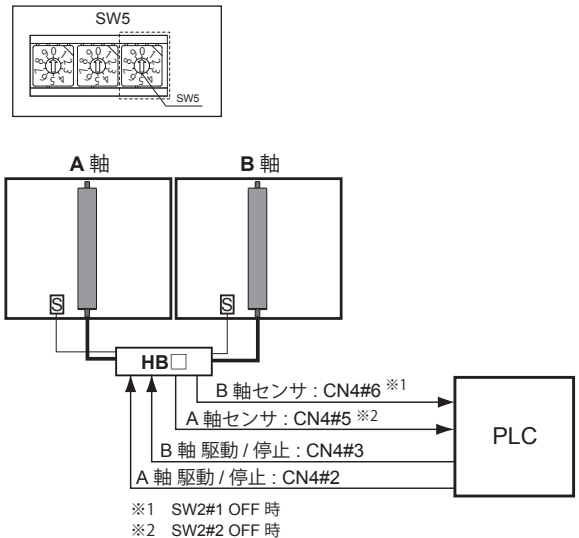 SW5
SW5
A 軸
B 軸
S
S
HB□
B 軸センサ : CN4#6 ※1
A 軸センサ : CN4#5 ※2
B 軸 駆動 / 停止 : CN4#3
A 軸 駆動 / 停止 : CN4#2
PLC
※1 SW2#1 OFF 時
※2 SW2#2 OFF 時